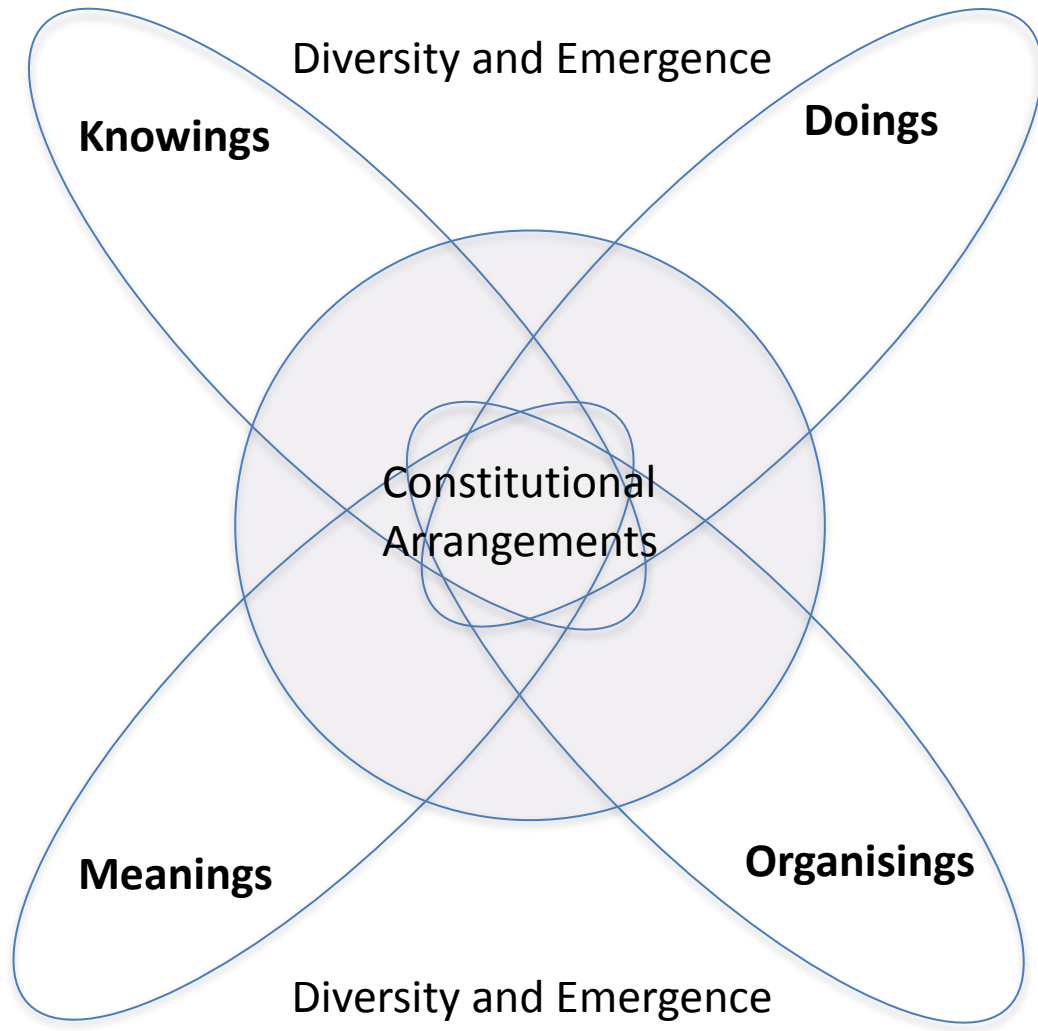 Diversity and Emergence
Knowings
Doings
Constitutional
Arrangements
Meanings
Organisings
Diversity and Emergence